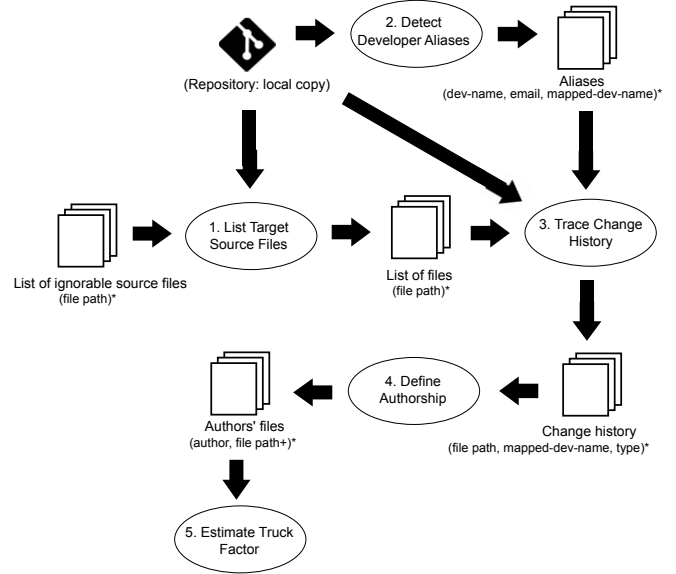 2. Detect
Developer Aliases
(Repository: local copy)
Aliases
(dev-name, email, mapped-dev-name)*
1. List Target
Source Files
3. Trace Change
History
List of ignorable source files
(file path)*
List of files
(file path)*
4. Define
Authorship
Authors' files
(author, file path+)*
Change history
(file path, mapped-dev-name, type)*
5. Estimate Truck
Factor